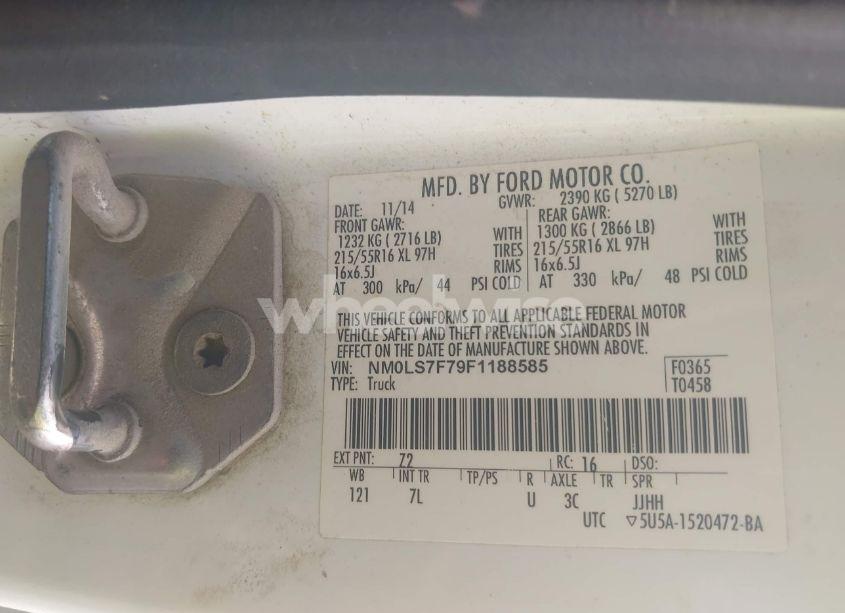 MFD. BY FORD MOTOR CO.
DATE: 11/14 GVWR: 2390 KG ( 5270 LB)
FRONT GAWR: REAR GAWR:
1232 KG ( 2716 LB) WITH 1300 KG ( 2866 LB) WITH
215/55R16 XL 97H TIRES 215/55R16 XL 97H TIRES
16x6.5J RIMS 16x6.5J RIMS
AT 300 kPa/ 44 PSI COLD AT 330 kPa/ 48 PSI COLD
wheelwise
THIS VEHICLE CONFORMS TO ALL APPLICABLE FEDERAL MOTOR
VEHICLE SAFETY AND THEFT PREVENTION STANDARDS IN
EFFECT ON THE DATE OF MANUFACTURE SHOWN ABOVE.
VIN: NM0LS7F79F1188585 F0365
TYPE: Truck T0458
EXT PNT: Z2 RC: 16 DSO:
WB INT TR TP/PS R AXLE TR SPR
121 7L U 3C JJHH
UTC ▽5U5A-1520472-BA